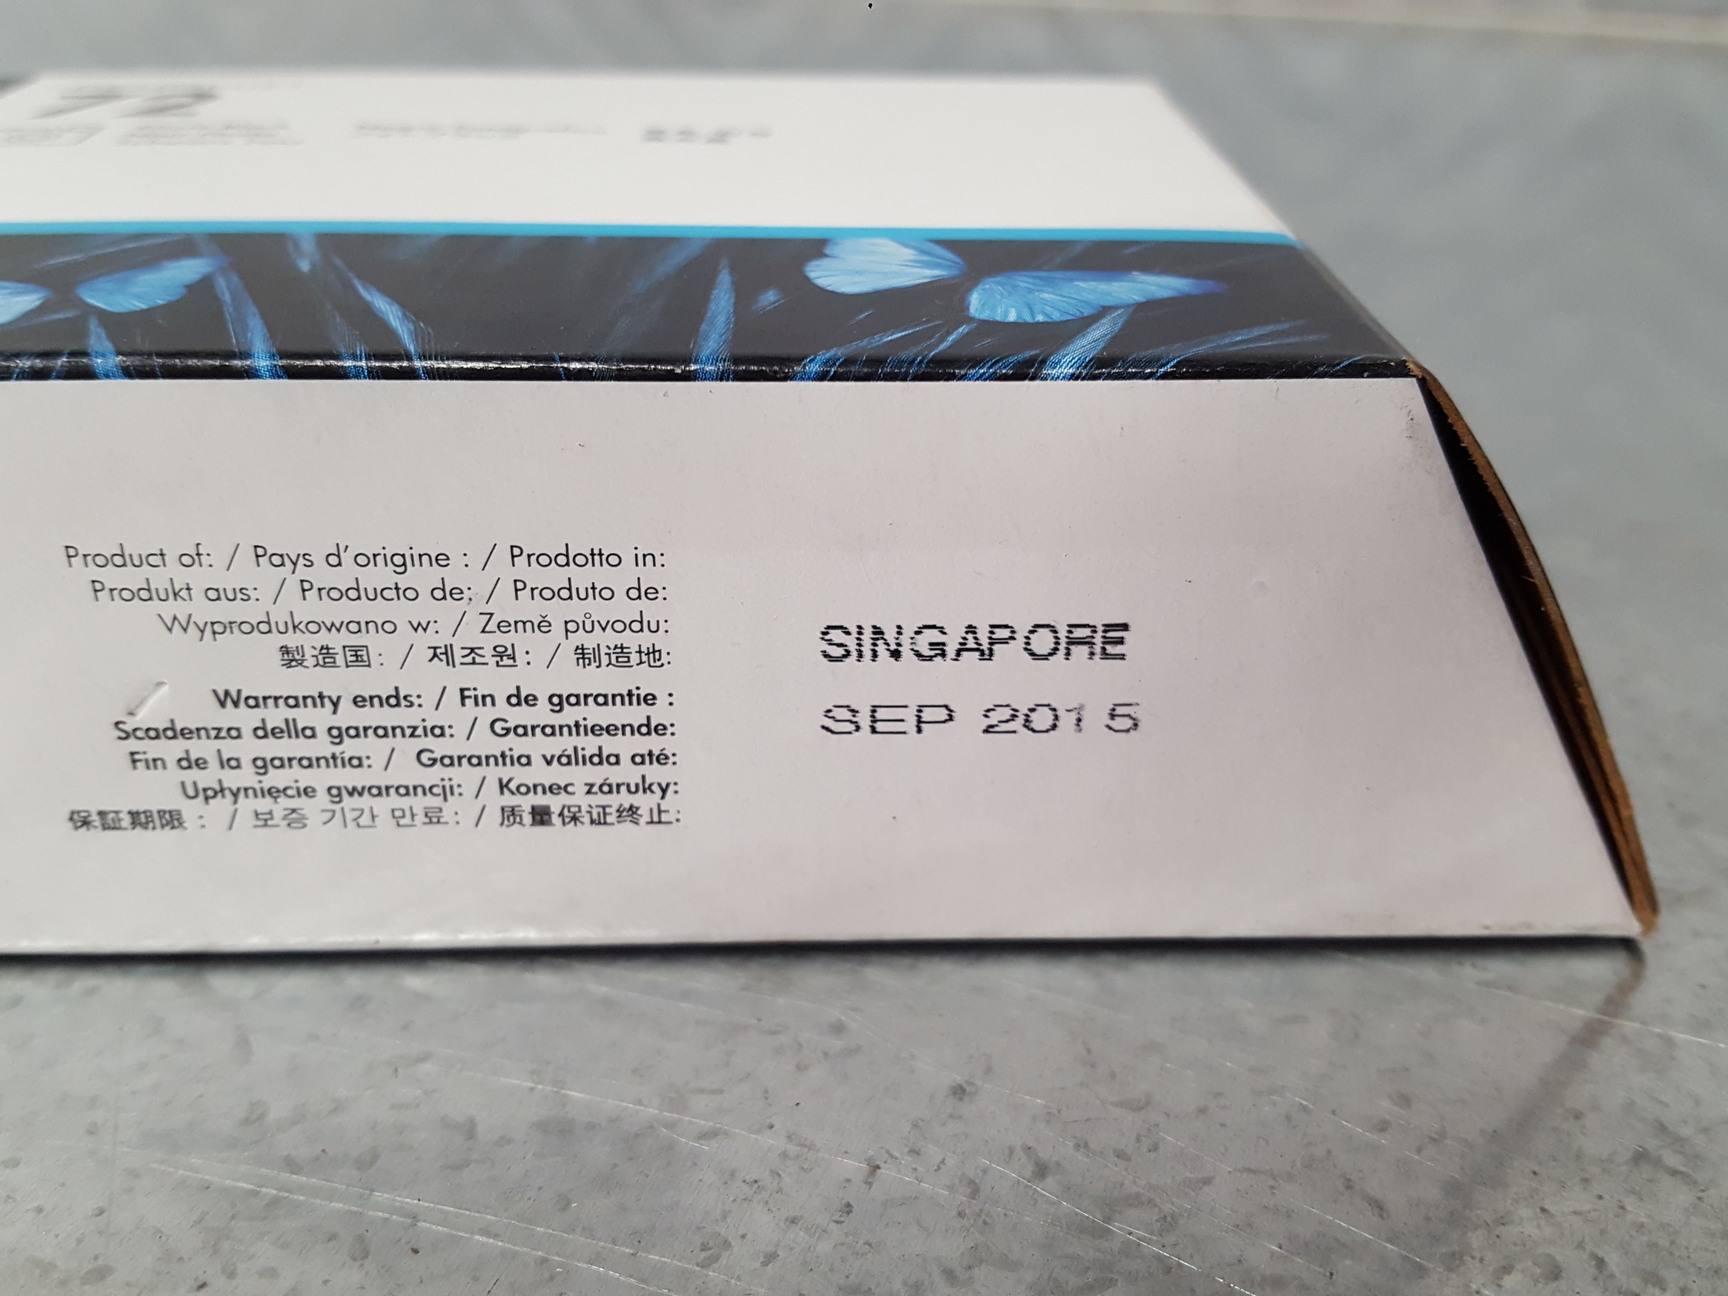 72
Product of: / Pays d'origine : / Prodotto in:
Produkt aus: / Producto de: / Produto de:
Wyprodukowano w: / Země původu:
製造国: / 제조원: / 制造地:
SINGAPORE
Warranty ends: / Fin de garantie :
Scadenza della garanzia: / Garantieende:
Fin de la garantía: / Garantia válida até:
Upłynięcie gwarancji: / Konec záruky:
保証期限 : / 보증 기간 만료: / 质量保证终止:
SEP 2015